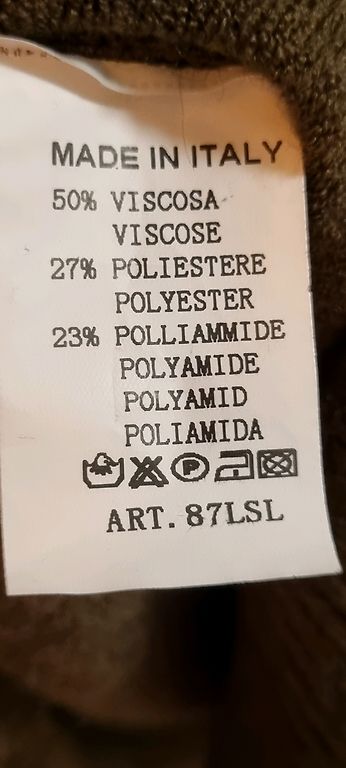 MADE IN ITALY
50% VISCOSA
VISCOSE
27% POLIESTERE
POLYESTER
23% POLLIAMMIDE
POLYAMIDE
POLYAMID
POLIAMIDA
P
ART. 87LSL